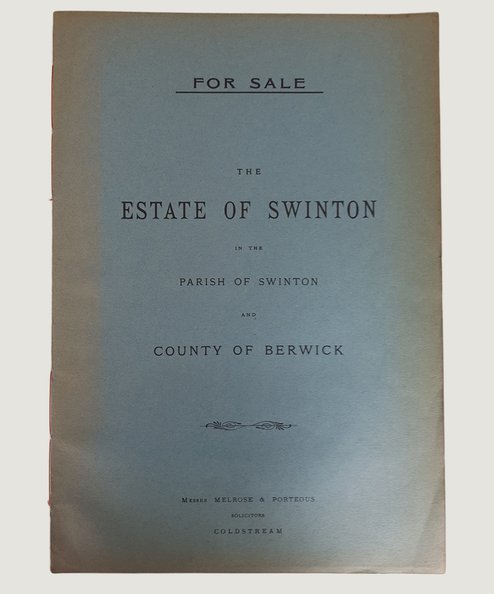 FOR SALE
THE
ESTATE OF SWINTON
IN THE
PARISH OF SWINTON
AND
COUNTY OF BERWICK
Messrs MELROSE & PORTEOUS
SOLICITORS
COLDSTREAM